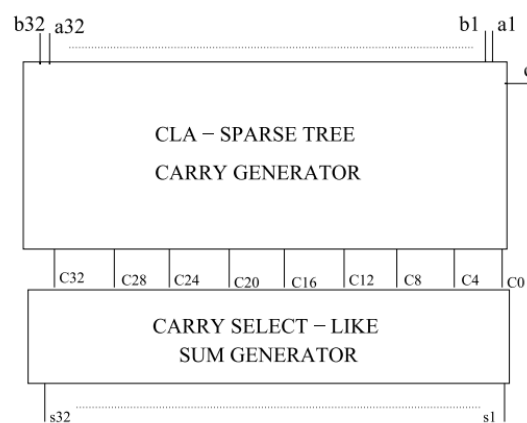 b32 a32 b1 a1
c
CLA − SPARSE TREE
CARRY GENERATOR
C32 C28 C24 C20 C16 C12 C8 C4 C0
CARRY SELECT − LIKE
SUM GENERATOR
s32 s1